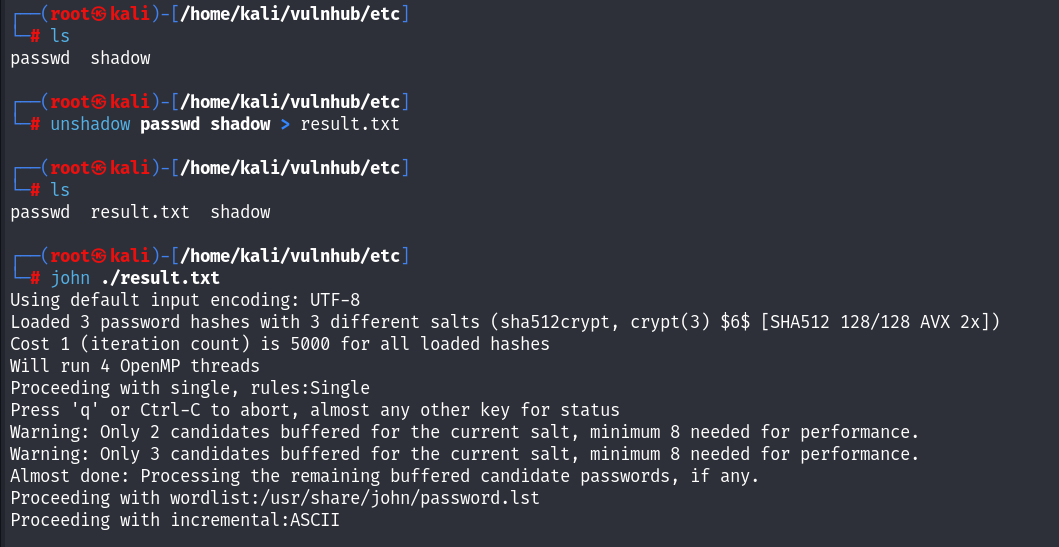 ┌──(root㉿kali)-[/home/kali/vulnhub/etc]
└─# ls
passwd  shadow
┌──(root㉿kali)-[/home/kali/vulnhub/etc]
└─# unshadow passwd shadow > result.txt
┌──(root㉿kali)-[/home/kali/vulnhub/etc]
└─# ls
passwd  result.txt  shadow
┌──(root㉿kali)-[/home/kali/vulnhub/etc]
└─# john ./result.txt
Using default input encoding: UTF-8
Loaded 3 password hashes with 3 different salts (sha512crypt, crypt(3) $6$ [SHA512 128/128 AVX 2x])
Cost 1 (iteration count) is 5000 for all loaded hashes
Will run 4 OpenMP threads
Proceeding with single, rules:Single
Press 'q' or Ctrl-C to abort, almost any other key for status
Warning: Only 2 candidates buffered for the current salt, minimum 8 needed for performance.
Warning: Only 3 candidates buffered for the current salt, minimum 8 needed for performance.
Almost done: Processing the remaining buffered candidate passwords, if any.
Proceeding with wordlist:/usr/share/john/password.lst
Proceeding with incremental:ASCII